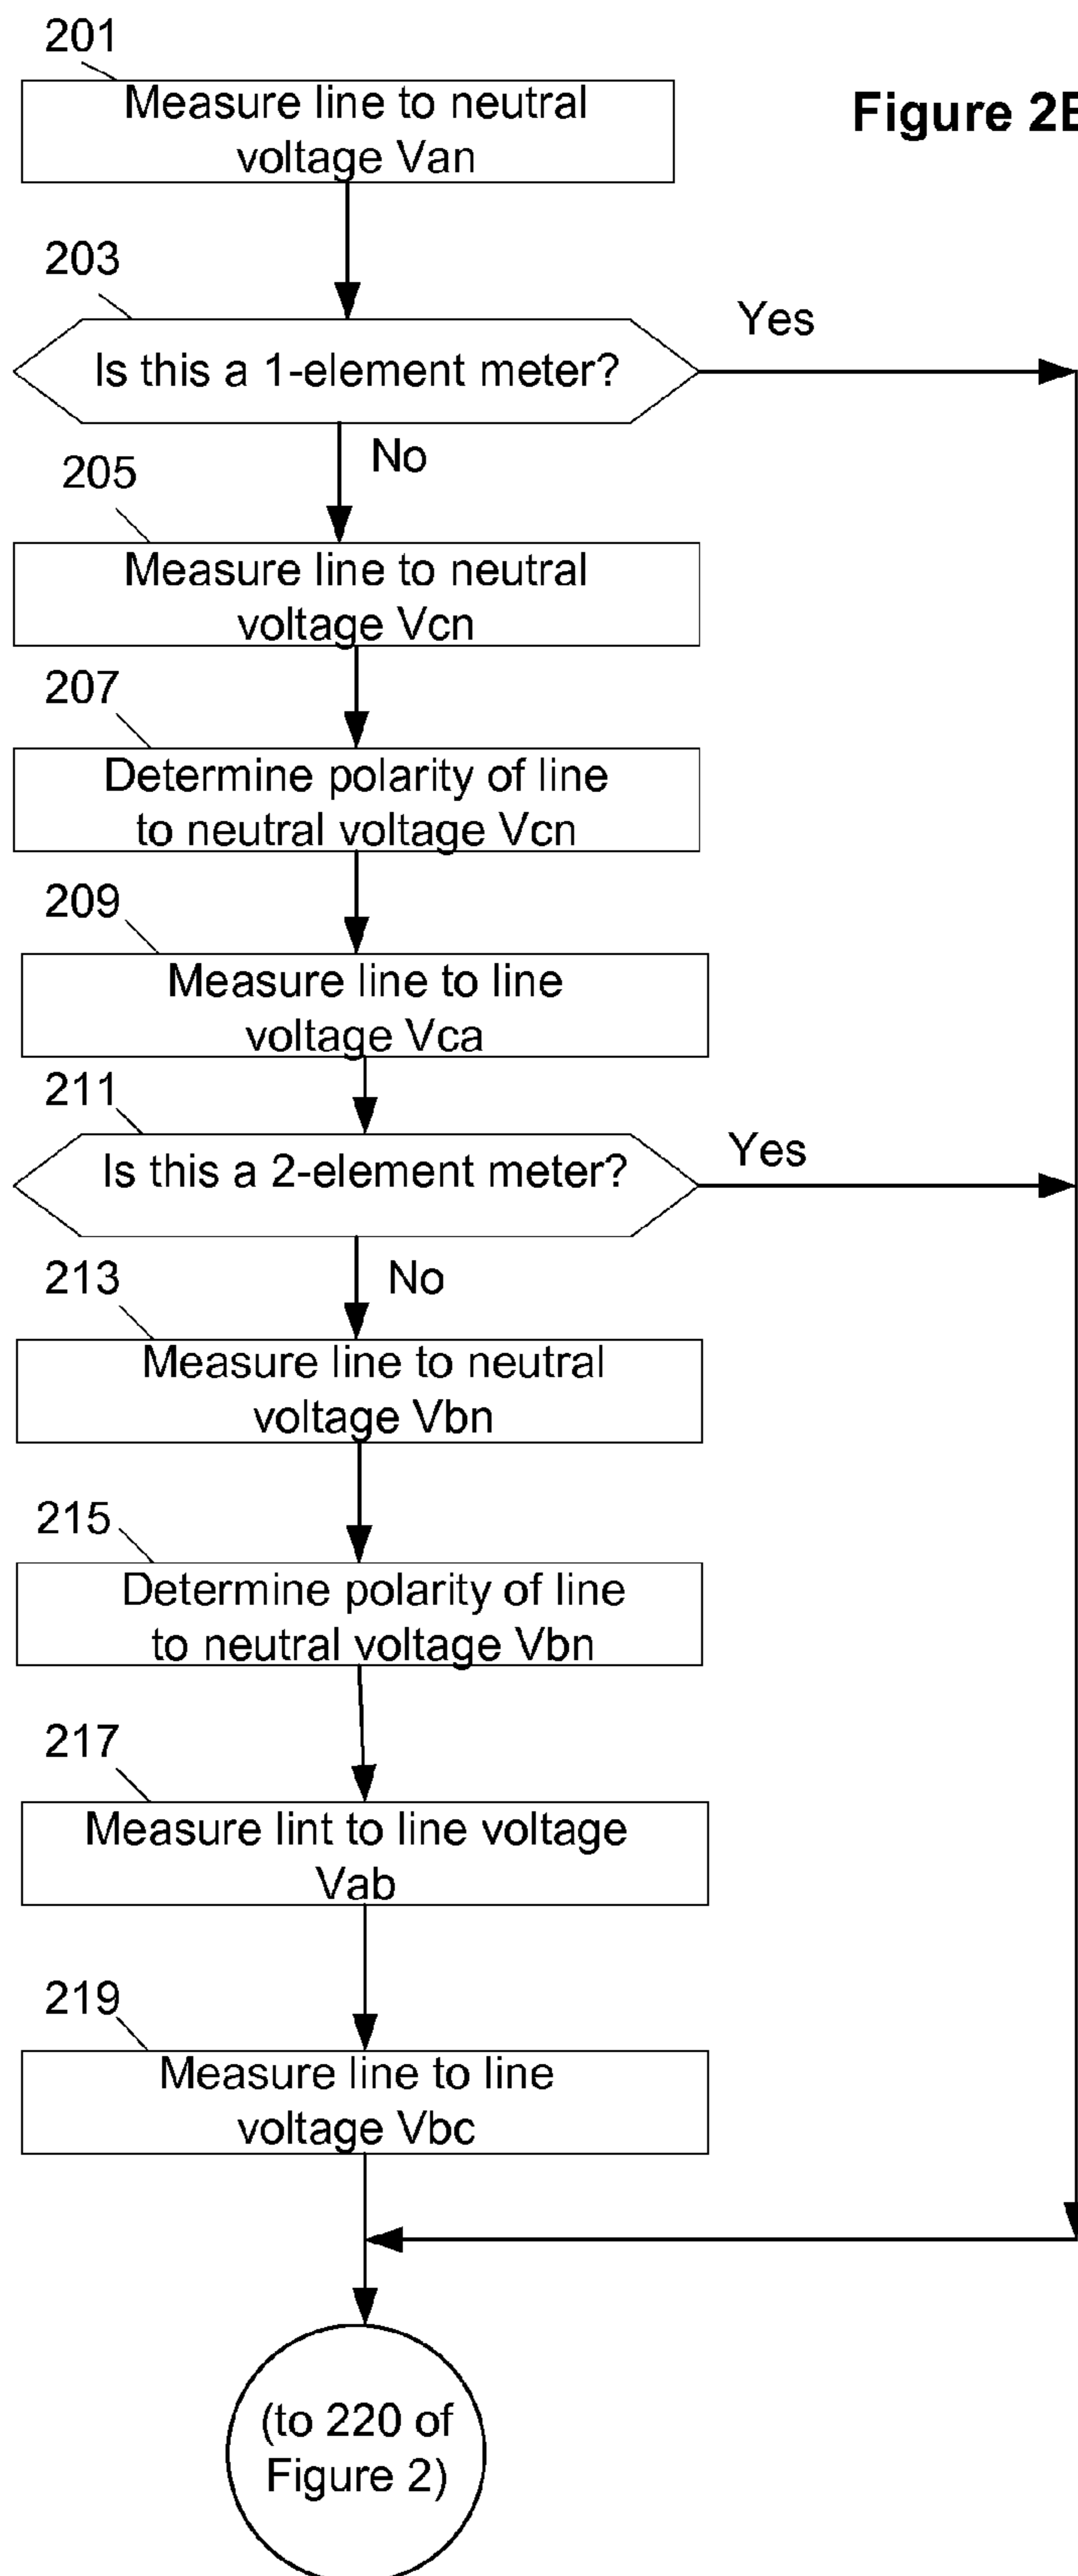 201
Measure line to neutral
voltage Van
Figure 2B
203
Is this a 1-element meter?
Yes
No
205
Measure line to neutral
voltage Vcn
207
Determine polarity of line
to neutral voltage Vcn
209
Measure line to line
voltage Vca
211
Is this a 2-element meter?
Yes
No
213
Measure line to neutral
voltage Vbn
215
Determine polarity of line
to neutral voltage Vbn
217
Measure lint to line voltage
Vab
219
Measure line to line
voltage Vbc
(to 220 of
Figure 2)